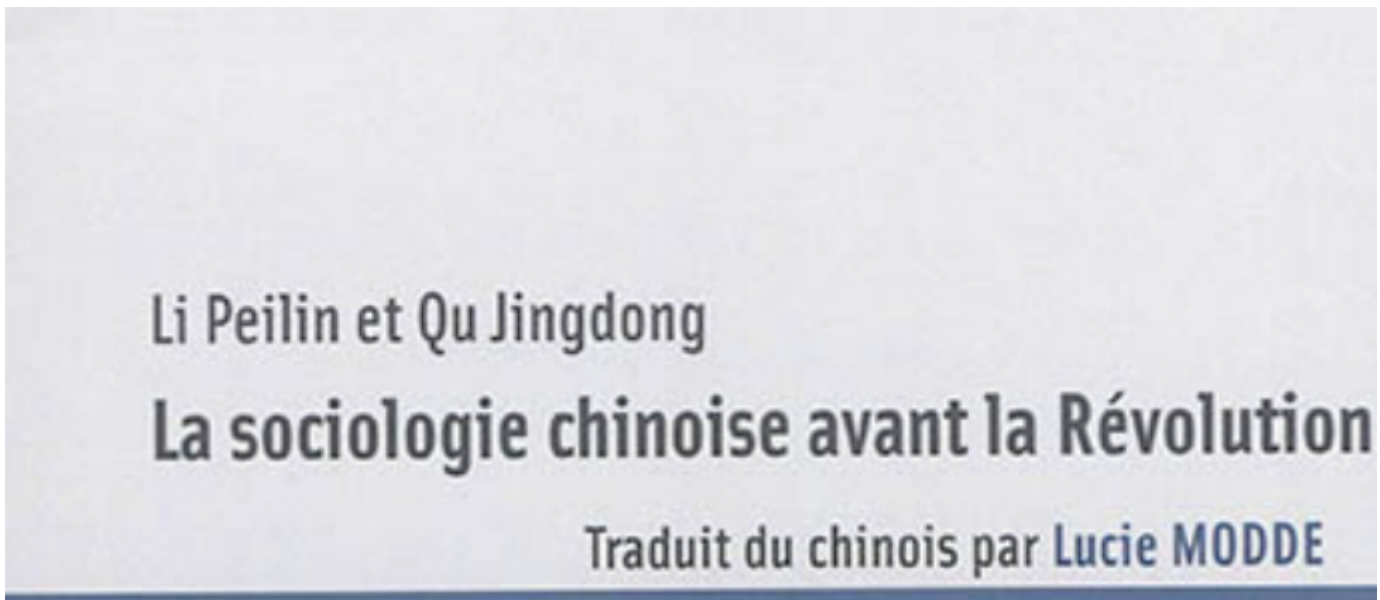 Li Peilin et Qu Jingdong
La sociologie chinoise avant la Révolution
Traduit du chinois par Lucie MODDE